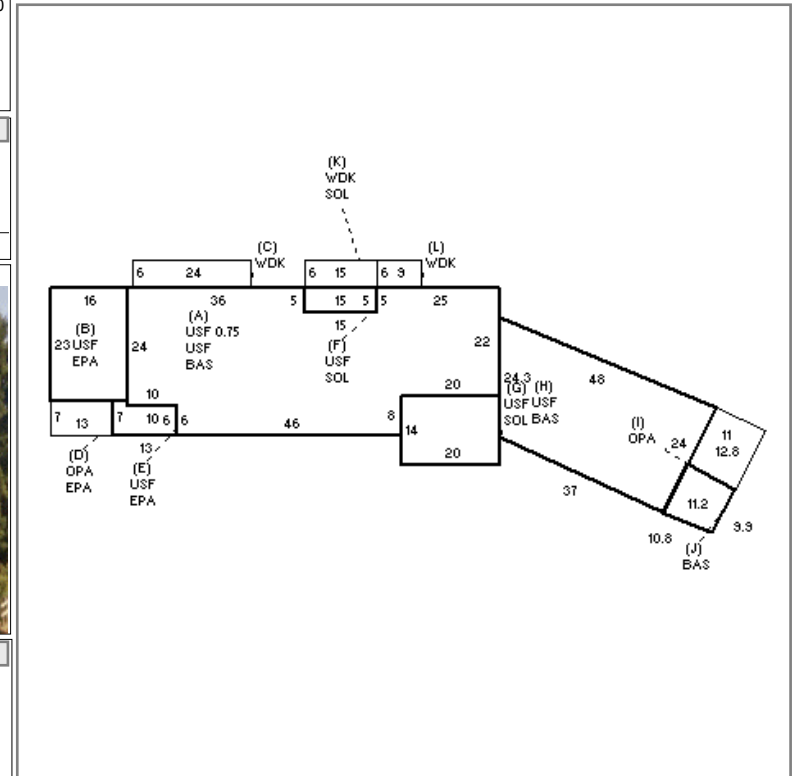 0
(K)
WDK
SOL
(C)
WDK
(L)
WDK
6 24
6 15
6 9
16
36
5
15
5
5
25
(A)
USF 0.75
USF
BAS
(B)
23 USF
EPA
24
15
(F)
USF
SOL
22
24.3
48
(G)
USF
SOL
(H)
USF
BAS
20
10
7
13
7
10
6
6
46
8
14
20
(I)
OPA
24
11
12.8
13
(D)
OPA
EPA
(E)
USF
EPA
37
11.2
9.9
10.8
(J)
BAS